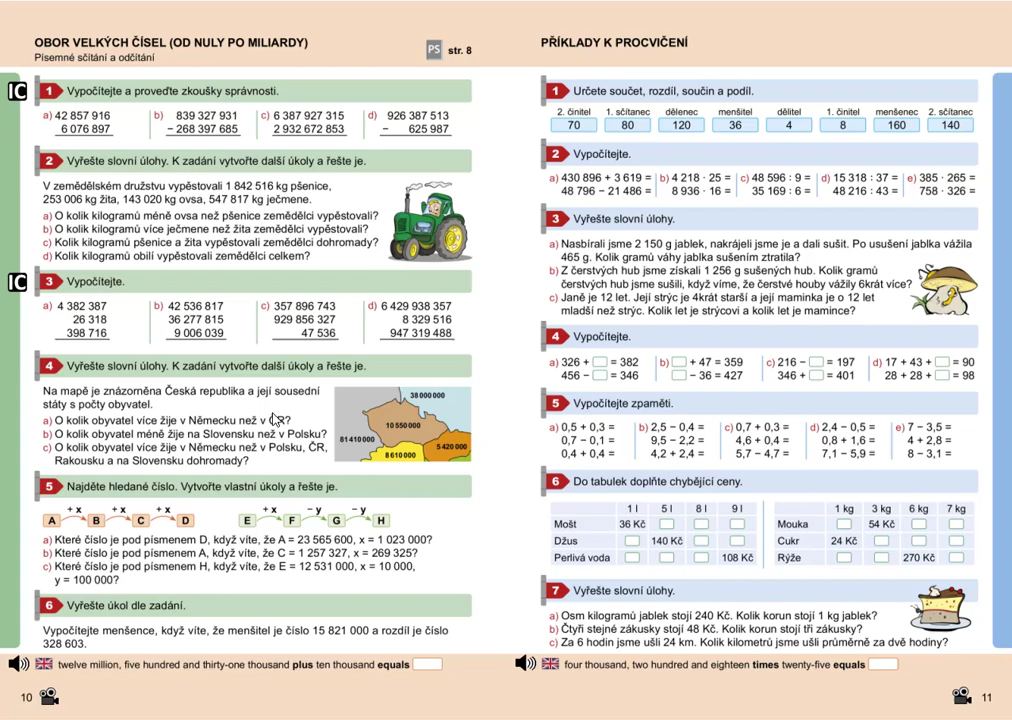 OBOR VELKÝCH ČÍSEL (OD NULY PO MILIARDY)
Písemné sčítání a odčítání
PS str. 8
IC
1 Vypočítejte a proveďte zkoušky správnosti.
a) 42 857 916 b) 839 327 931 c) 6 387 927 315 d) 926 387 513
6 076 897 − 268 397 685 2 932 672 853 − 625 987
2 Vyřešte slovní úlohy. K zadání vytvořte další úkoly a řešte je.
V zemědělském družstvu vypěstovali 1 842 516 kg pšenice,
253 006 kg žita, 143 020 kg ovsa, 547 817 kg ječmene.
a) O kolik kilogramů méně ovsa než pšenice zemědělci vypěstovali?
b) O kolik kilogramů více ječmene než žita zemědělci vypěstovali?
c) Kolik kilogramů pšenice a žita vypěstovali zemědělci dohromady?
d) Kolik kilogramů obilí vypěstovali zemědělci celkem?
IC
3 Vypočítejte.
a) 4 382 387 b) 42 536 817 c) 357 896 743 d) 6 429 938 357
26 318 36 277 815 929 856 327 8 329 516
398 716 9 006 039 47 536 947 319 488
4 Vyřešte slovní úlohy. K zadání vytvořte další úkoly a řešte je.
Na mapě je znázorněna Česká republika a její sousední
státy s počty obyvatel.
a) O kolik obyvatel více žije v Německu než v ČR?
b) O kolik obyvatel méně žije na Slovensku než v Polsku?
c) O kolik obyvatel více žije v Německu než v Polsku, ČR,
Rakousku a na Slovensku dohromady?
38 000 000
10 550 000
81 410 000
5 420 000
8 610 000
5 Najděte hledané číslo. Vytvořte vlastní úkoly a řešte je.
+ x + x + x + x − y − y
A B C D E F G H
a) Které číslo je pod písmenem D, když víte, že A = 23 565 600, x = 1 023 000?
b) Které číslo je pod písmenem A, když víte, že C = 1 257 327, x = 269 325?
c) Které číslo je pod písmenem H, když víte, že E = 12 531 000, x = 10 000,
y = 100 000?
6 Vyřešte úkol dle zadání.
Vypočítejte menšence, když víte, že menšitel je číslo 15 821 000 a rozdíl je číslo
328 603.
twelve million, five hundred and thirty-one thousand plus ten thousand equals
10
PŘÍKLADY K PROCVIČENÍ
1 Určete součet, rozdíl, součin a podíl.
2. činitel 1. sčítanec dělenec menšitel dělitel 1. činitel menšenec 2. sčítanec
70 80 120 36 4 8 160 140
2 Vypočítejte.
a) 430 896 + 3 619 = b) 4 218 · 25 = c) 48 596 : 9 = d) 15 318 : 37 = e) 385 · 265 =
48 796 − 21 486 = 8 936 · 16 = 35 169 : 6 = 48 216 : 43 = 758 · 326 =
3 Vyřešte slovní úlohy.
a) Nasbírali jsme 2 150 g jablek, nakrájeli jsme je a dali sušit. Po usušení jablka vážila
465 g. Kolik gramů váhy jablka sušením ztratila?
b) Z čerstvých hub jsme získali 1 256 g sušených hub. Kolik gramů
čerstvých hub jsme sušili, když víme, že čerstvé houby vážily 6krát více?
c) Janě je 12 let. Její strýc je 4krát starší a její maminka je o 12 let
mladší než strýc. Kolik let je strýcovi a kolik let je mamince?
4 Vypočítejte.
a) 326 + = 382 b) + 47 = 359 c) 216 − = 197 d) 17 + 43 + = 90
456 − = 346 − 36 = 427 346 + = 401 28 + 28 + = 98
5 Vypočítejte zpaměti.
a) 0,5 + 0,3 = b) 2,5 − 0,4 = c) 0,7 + 0,3 = d) 2,4 − 0,5 = e) 7 − 3,5 =
0,7 − 0,1 = 9,5 − 2,2 = 4,6 + 0,4 = 0,8 + 1,6 = 4 + 2,8 =
0,4 + 0,4 = 4,2 + 2,4 = 5,7 − 4,7 = 7,1 − 5,9 = 8 − 3,1 =
6 Do tabulek doplňte chybějící ceny.
1 l 5 l 8 l 9 l 1 kg 3 kg 6 kg 7 kg
Mošt 36 Kč Mouka 54 Kč
Džus 140 Kč Cukr 24 Kč
Perlivá voda 108 Kč Rýže 270 Kč
7 Vyřešte slovní úlohy.
a) Osm kilogramů jablek stojí 240 Kč. Kolik korun stojí 1 kg jablek?
b) Čtyři stejné zákusky stojí 48 Kč. Kolik korun stojí tři zákusky?
c) Za 6 hodin jsme ušli 24 km. Kolik kilometrů jsme ušli průměrně za dvě hodiny?
four thousand, two hundred and eighteen times twenty-five equals
11